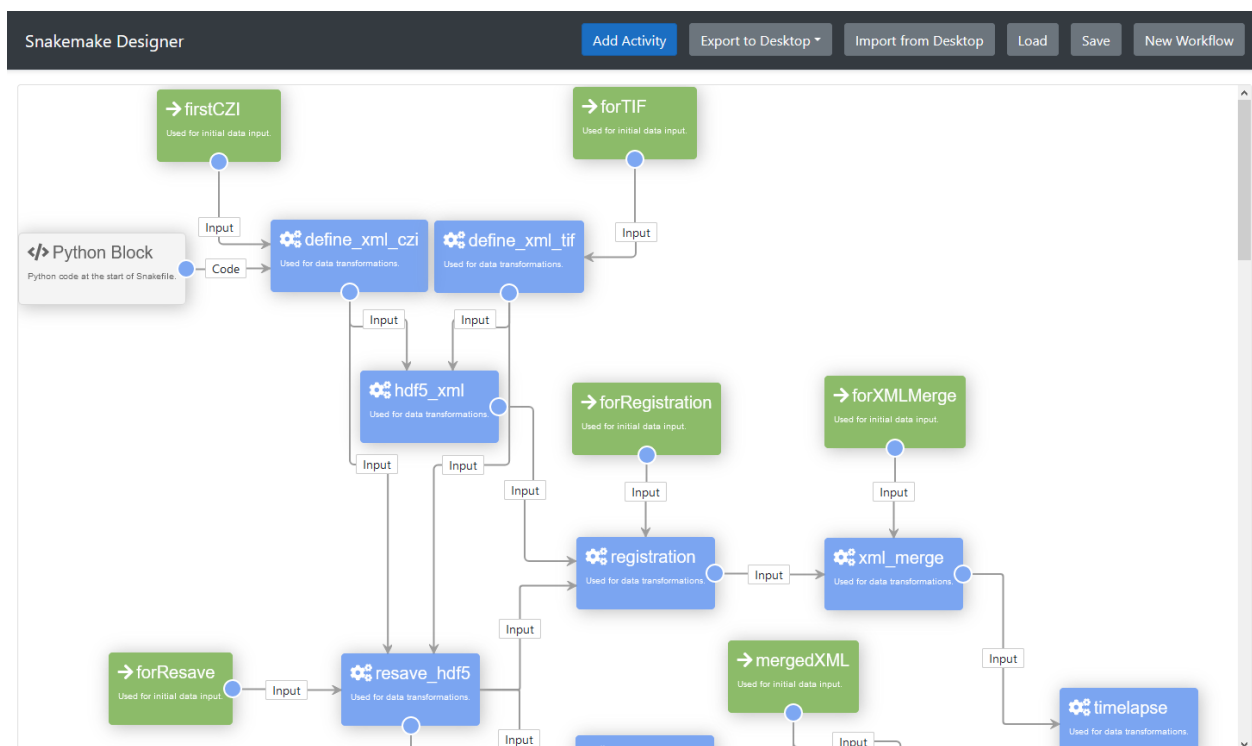 Snakemake Designer
Add Activity
Export to Desktop
Import from Desktop
Load
Save
New Workflow
firstCZI
Used for initial data input.
forTIF
Used for initial data input.
Input
Input
</> Python Block
Python code at the start of Snakefile.
Code
define_xml_czi
Used for data transformations.
define_xml_tif
Used for data transformations.
Input
Input
hdf5_xml
Used for data transformations.
forRegistration
Used for initial data input.
forXMLMerge
Used for initial data input.
Input
Input
Input
Input
Input
registration
Used for data transformations.
Input
xml_merge
Used for data transformations.
Input
forResave
Used for initial data input.
Input
resave_hdf5
Used for data transformations.
mergedXML
Used for initial data input.
Input
timelapse
Used for data transformations.
Input
Input